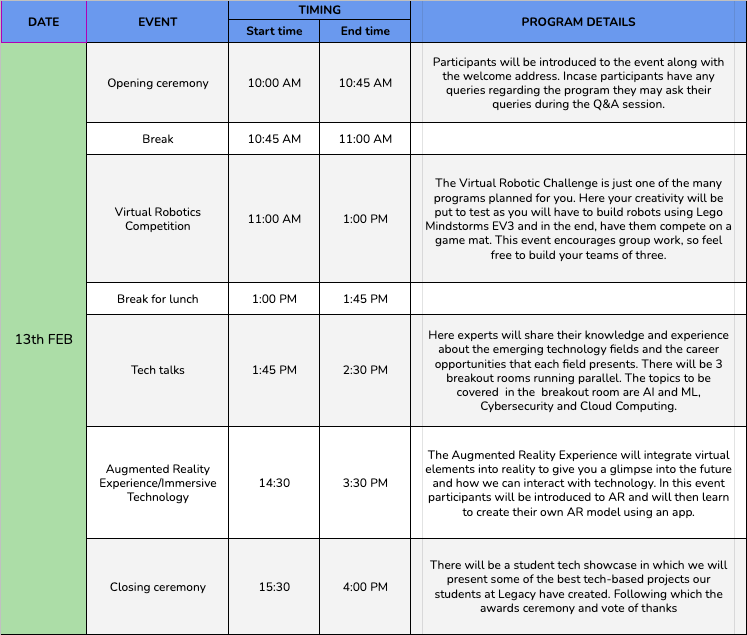 DATE
EVENT
TIMING
Start time
End time
PROGRAM DETAILS
13th FEB
Opening ceremony
10:00 AM
10:45 AM
Participants will be introduced to the event along with
the welcome address. Incase participants have any
queries regarding the program they may ask their
queries during the Q&A session.
Break
10:45 AM
11:00 AM
Virtual Robotics
Competition
11:00 AM
1:00 PM
The Virtual Robotic Challenge is just one of the many
programs planned for you. Here your creativity will be
put to test as you will have to build robots using Lego
Mindstorms EV3 and in the end, have them compete on a
game mat. This event encourages group work, so feel
free to build your teams of three.
Break for lunch
1:00 PM
1:45 PM
Tech talks
1:45 PM
2:30 PM
Here experts will share their knowledge and experience
about the emerging technology fields and the career
opportunities that each field presents. There will be 3
breakout rooms running parallel. The topics to be
covered in the breakout room are AI and ML,
Cybersecurity and Cloud Computing.
Augmented Reality
Experience/Immersive
Technology
14:30
3:30 PM
The Augmented Reality Experience will integrate virtual
elements into reality to give you a glimpse into the future
and how we can interact with technology. In this event
participants will be introduced to AR and will then learn
to create their own AR model using an app.
Closing ceremony
15:30
4:00 PM
There will be a student tech showcase in which we will
present some of the best tech-based projects our
students at Legacy have created. Following which the
awards ceremony and vote of thanks